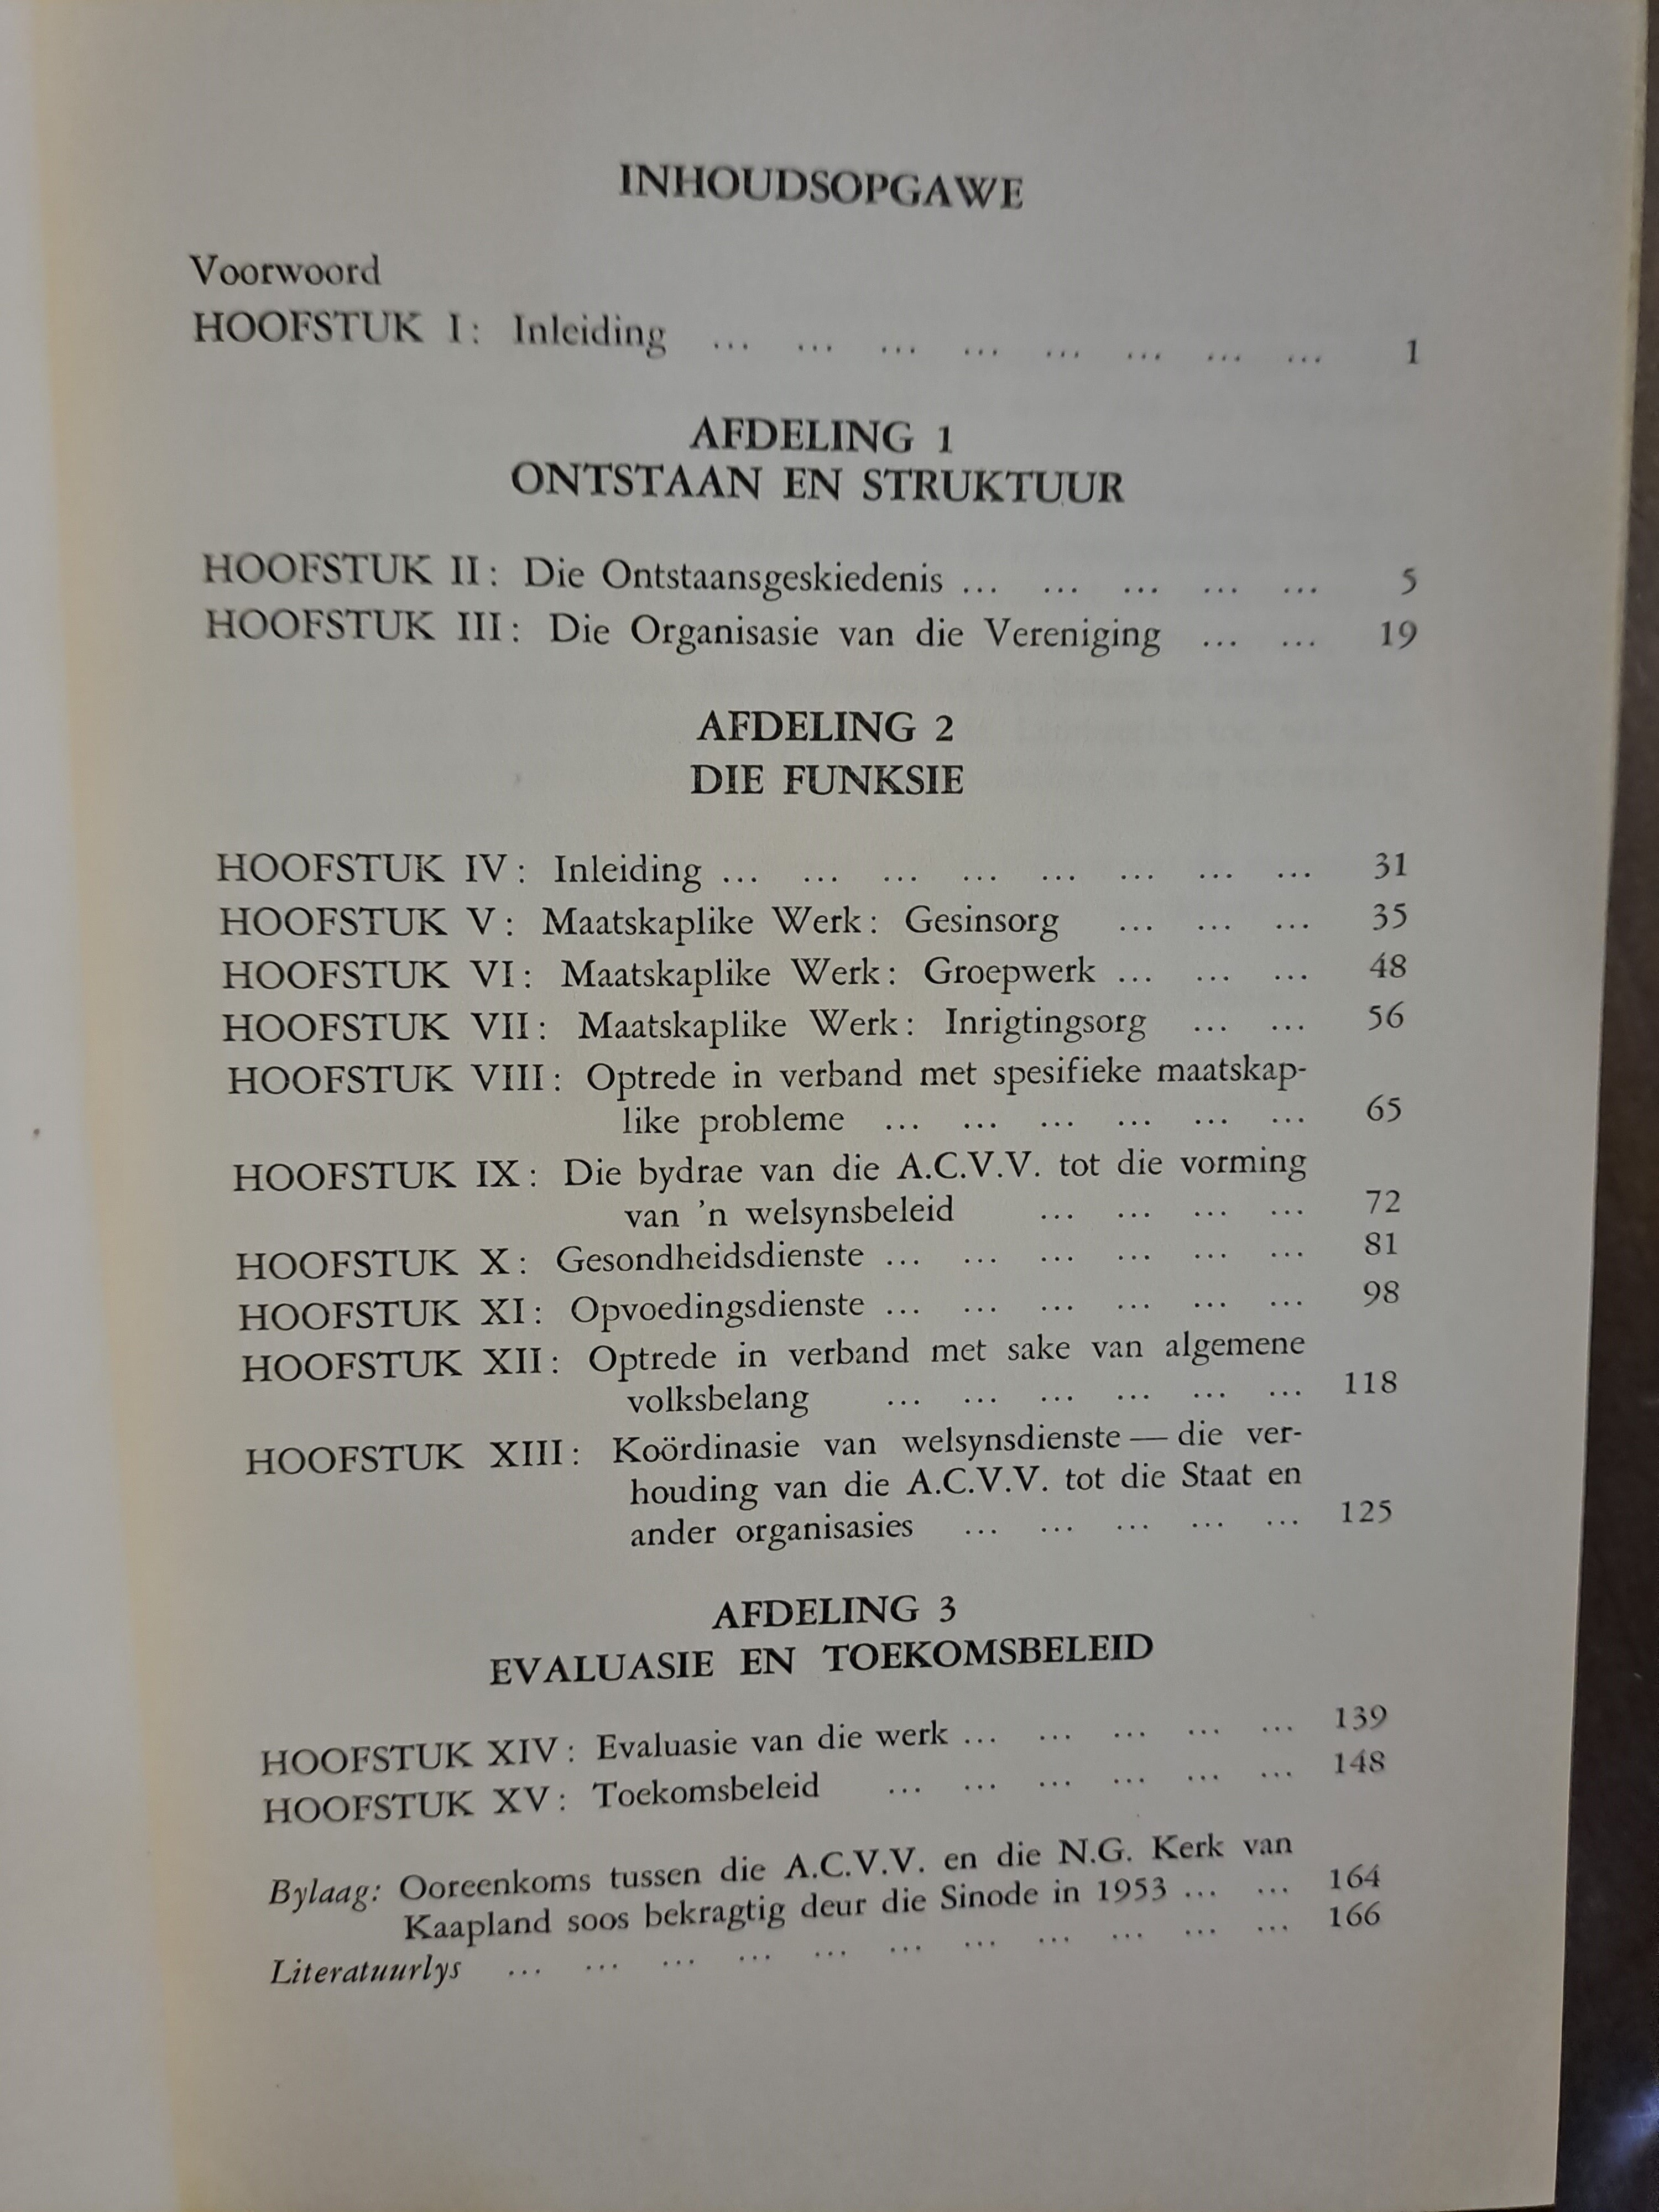 INHOUDSOPGAWE
Voorwoord
HOOFSTUK I: Inleiding ... ... ... ... ... ... ... ... 1
AFDELING 1
ONTSTAAN EN STRUKTUUR
HOOFSTUK II: Die Ontstaansgeskiedenis ... ... ... ... ... 5
HOOFSTUK III: Die Organisasie van die Vereniging ... ... 19
AFDELING 2
DIE FUNKSIE
HOOFSTUK IV: Inleiding ... ... ... ... ... ... ... ... 31
HOOFSTUK V: Maatskaplike Werk: Gesinsorg ... ... ... 35
HOOFSTUK VI: Maatskaplike Werk: Groepwerk ... ... ... 48
HOOFSTUK VII: Maatskaplike Werk: Inrigtingsorg ... ... 56
HOOFSTUK VIII: Optrede in verband met spesifieke maatskap-
like probleme ... ... ... ... ... ... 65
HOOFSTUK IX: Die bydrae van die A.C.V.V. tot die vorming
van 'n welsynsbeleid ... ... ... ... 72
HOOFSTUK X: Gesondheidsdienste ... ... ... ... ... ... 81
HOOFSTUK XI: Opvoedingsdienste ... ... ... ... ... ... 98
HOOFSTUK XII: Optrede in verband met sake van algemene
volksbelang ... ... ... ... ... ... 118
HOOFSTUK XIII: Koördinasie van welsynsdienste — die ver-
houding van die A.C.V.V. tot die Staat en
ander organisasies ... ... ... ... ... 125
AFDELING 3
EVALUASIE EN TOEKOMSBELEID
HOOFSTUK XIV: Evaluasie van die werk ... ... ... ... ... 139
HOOFSTUK XV: Toekomsbeleid ... ... ... ... ... ... 148
Bylaag: Ooreenkoms tussen die A.C.V.V. en die N.G. Kerk van
Kaapland soos bekragtig deur die Sinode in 1953 ... ... 164
Literatuurlys ... ... ... ... ... ... ... ... ... ... ... 166